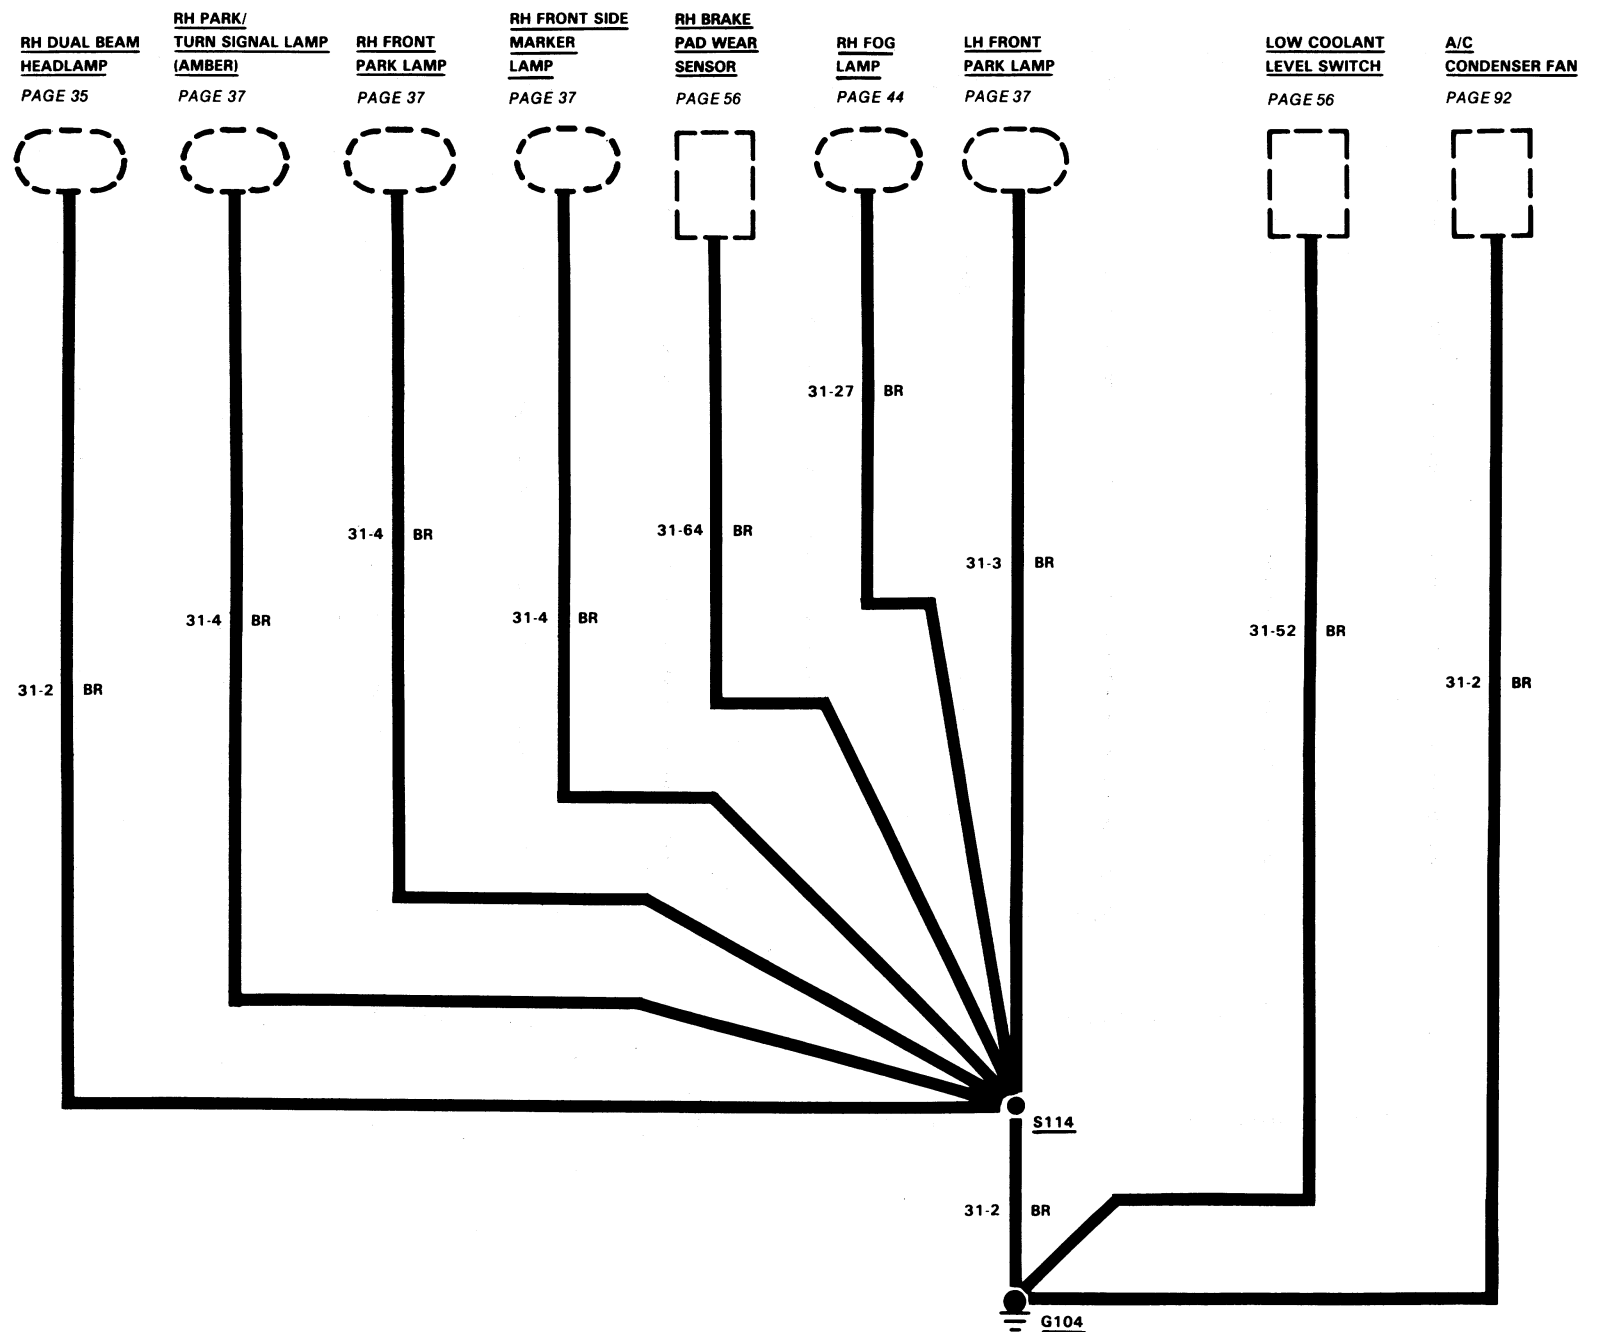 RH DUAL BEAM
HEADLAMP
PAGE 35
RH PARK/
TURN SIGNAL LAMP
(AMBER)
PAGE 37
RH FRONT
PARK LAMP
PAGE 37
RH FRONT SIDE
MARKER
LAMP
PAGE 37
RH BRAKE
PAD WEAR
SENSOR
PAGE 56
RH FOG
LAMP
PAGE 44
LH FRONT
PARK LAMP
PAGE 37
LOW COOLANT
LEVEL SWITCH
PAGE 56
A/C
CONDENSER FAN
PAGE 92
31-27 BR
31-4 BR
31-64 BR
31-3 BR
31-4 BR
31-4 BR
31-52 BR
31-2 BR
31-2 BR
S114
31-2 BR
G104